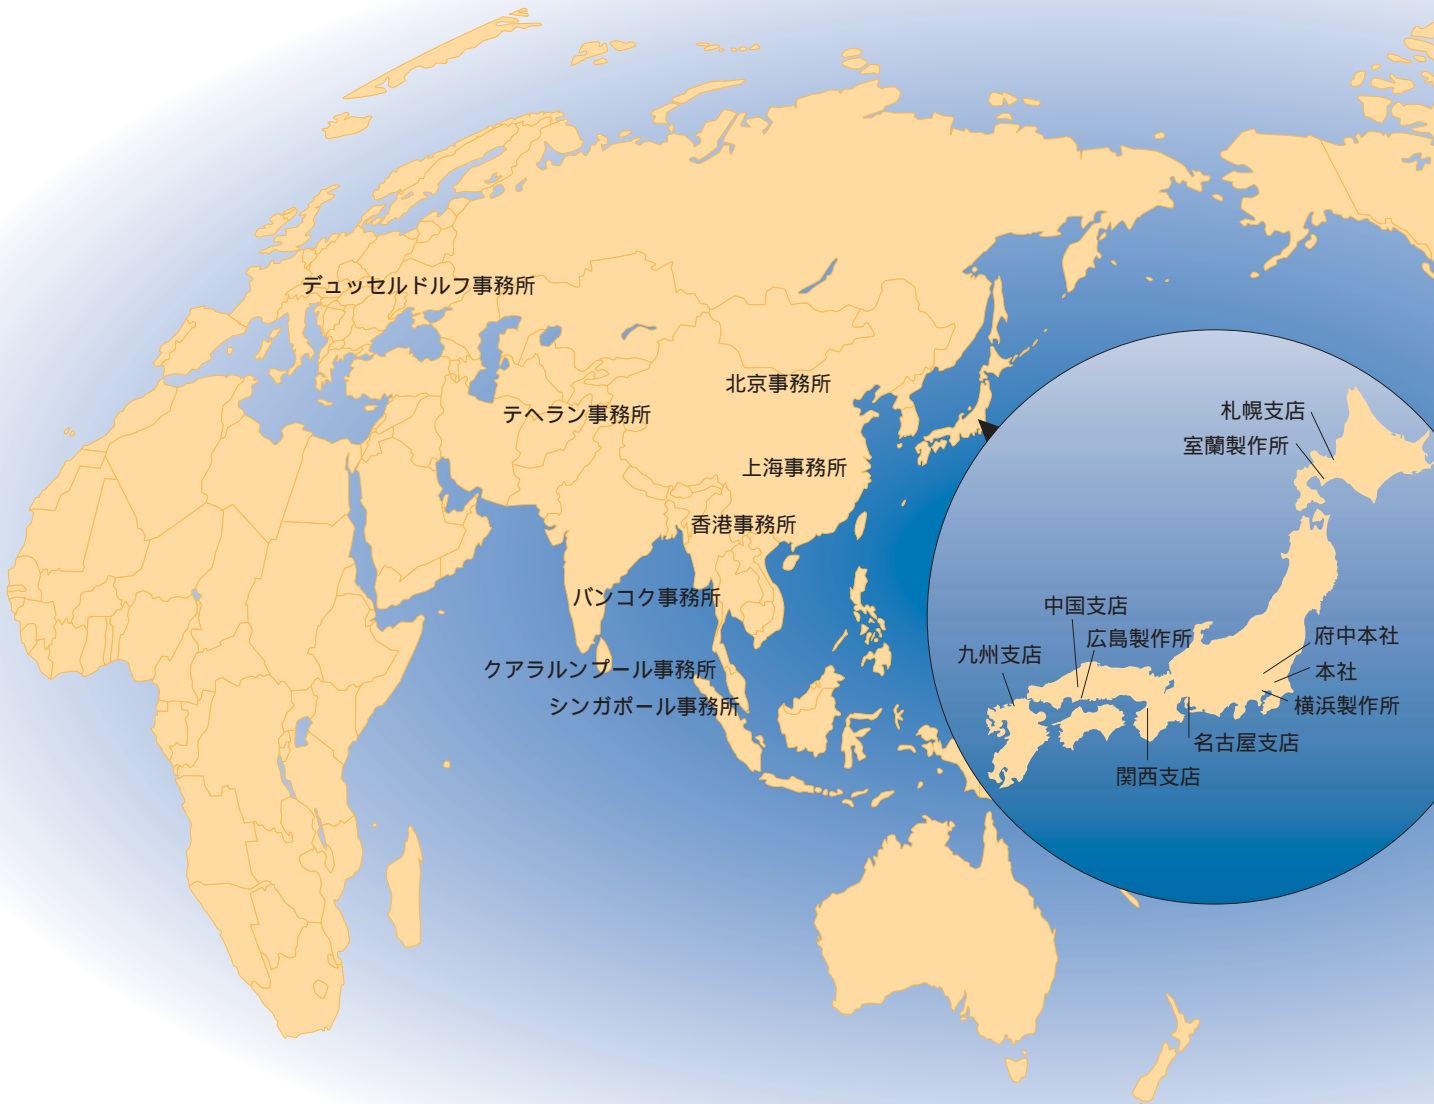 デュッセルドルフ事務所
北京事務所
テヘラン事務所
上海事務所
香港事務所
バンコク事務所
クアラルンプール事務所
シンガポール事務所
札幌支店
室蘭製作所
中国支店
広島製作所
九州支店
府中本社
本社
横浜製作所
名古屋支店
関西支店